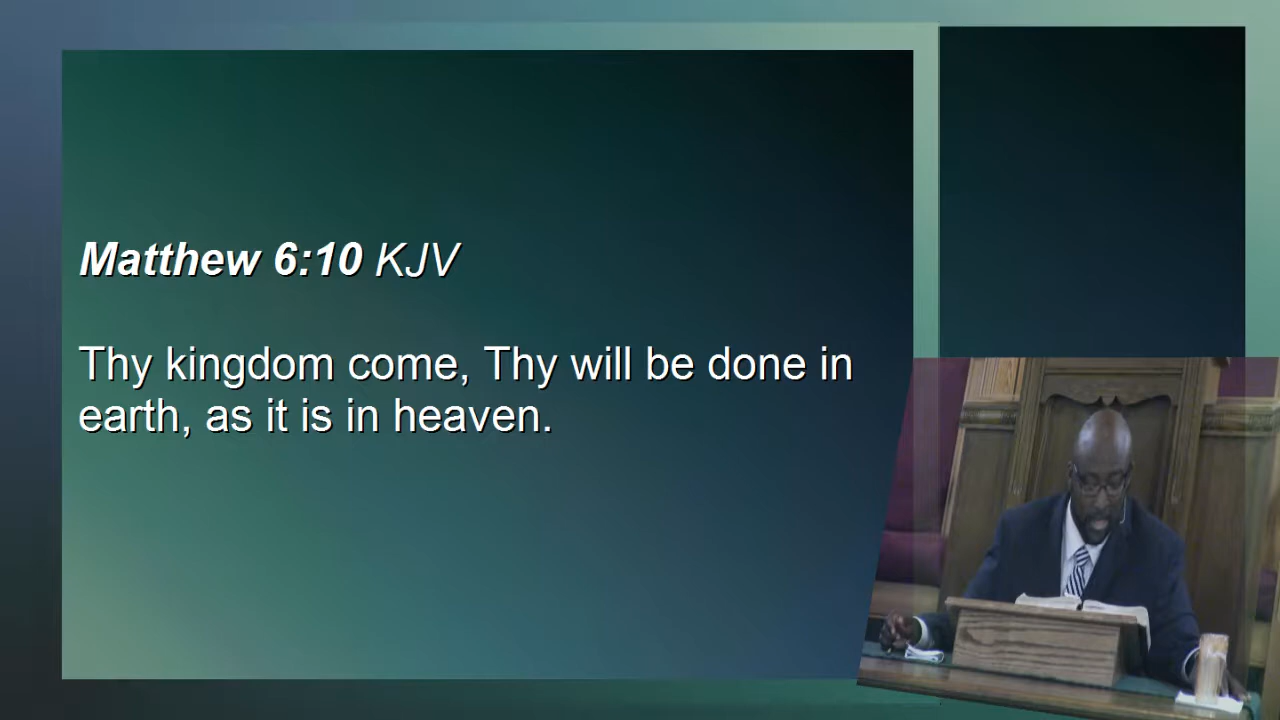 Matthew 6:10 KJV
Thy kingdom come, Thy will be done in
earth, as it is in heaven.